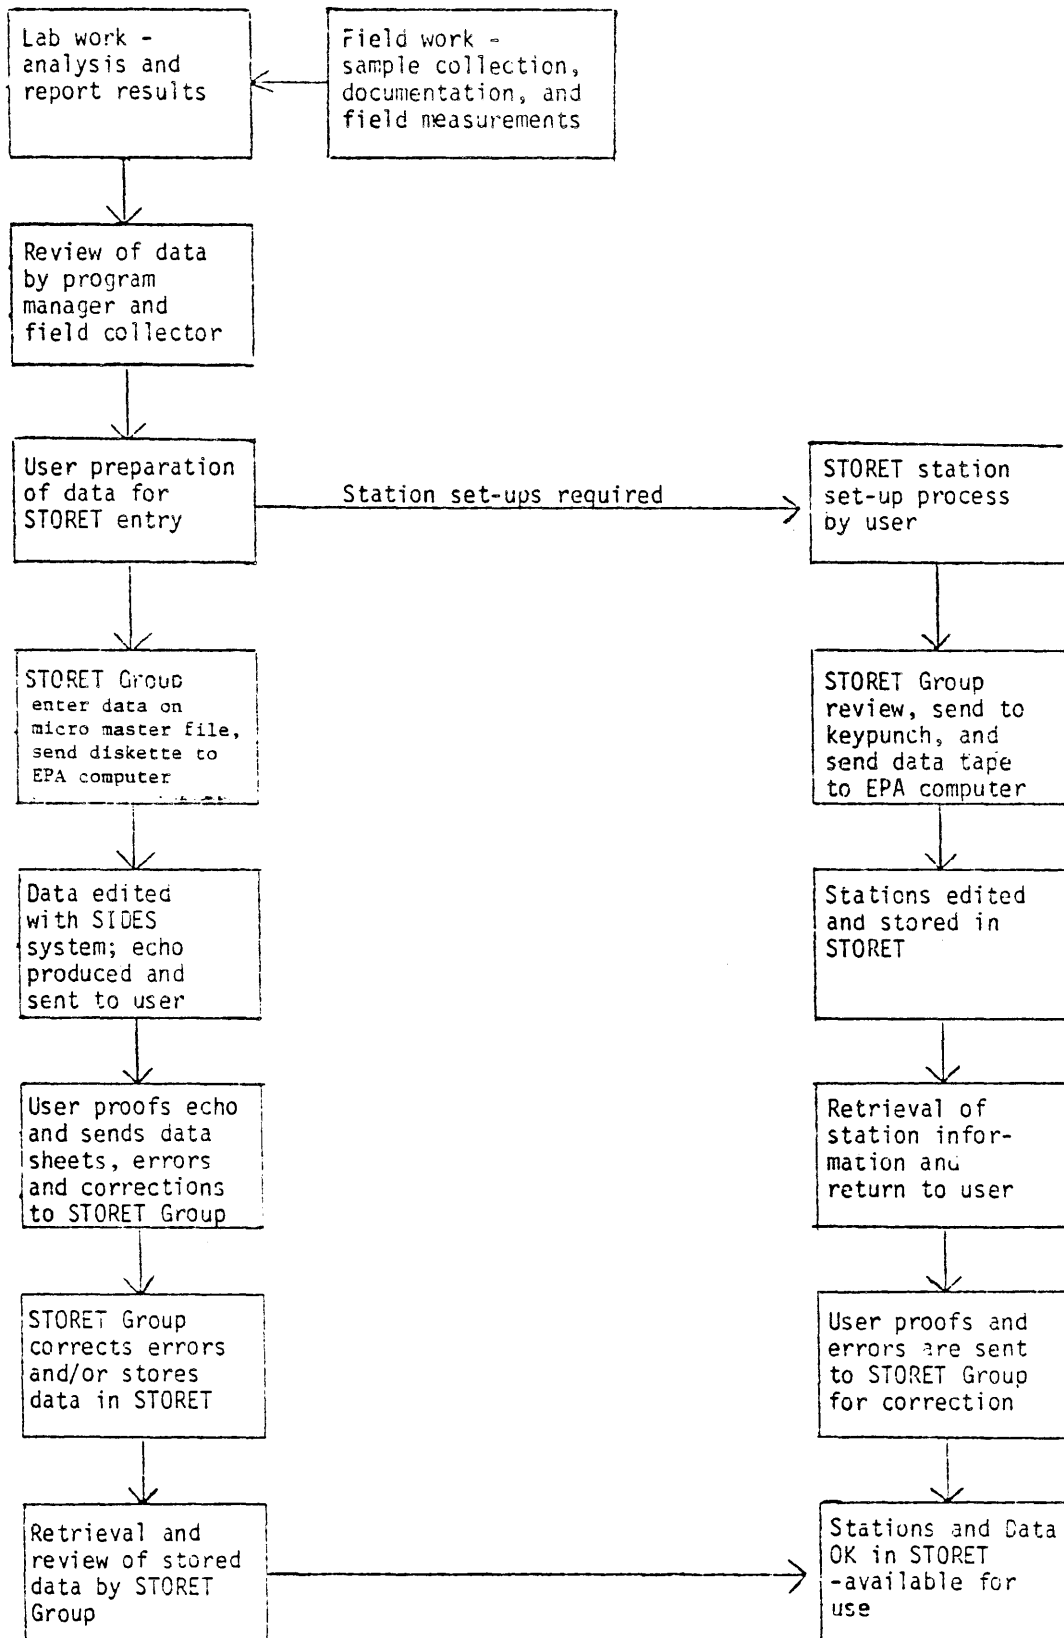 Lab work -
analysis and
report results
Field work -
sample collection,
documentation, and
field measurements
Review of data
by program
manager and
field collector
User preparation
of data for
STORET entry
Station set-ups required
STORET station
set-up process
by user
STORET Group
enter data on
micro master file,
send diskette to
EPA computer
STORET Group
review, send to
keypunch, and
send data tape
to EPA computer
Data edited
with SIDES
system; echo
produced and
sent to user
Stations edited
and stored in
STORET
User proofs echo
and sends data
sheets, errors
and corrections
to STORET Group
Retrieval of
station infor-
mation and
return to user
STORET Group
corrects errors
and/or stores
data in STORET
User proofs and
errors are sent
to STORET Group
for correction
Retrieval and
review of stored
data by STORET
Group
Stations and Data
OK in STORET
-available for
use